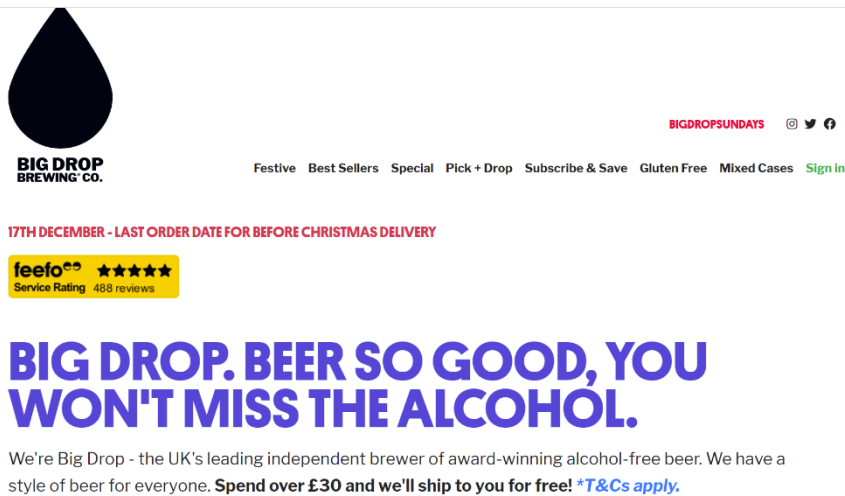 BIG DROP
BREWING® CO.
BIGDROPSUNDAYS
Festive Best Sellers Special Pick + Drop Subscribe & Save Gluten Free Mixed Cases Sign in
17TH DECEMBER - LAST ORDER DATE FOR BEFORE CHRISTMAS DELIVERY
feefo
Service Rating 488 reviews
BIG DROP. BEER SO GOOD, YOU
WON'T MISS THE ALCOHOL.
We're Big Drop - the UK's leading independent brewer of award-winning alcohol-free beer. We have a
style of beer for everyone. Spend over £30 and we'll ship to you for free! *T&Cs apply.